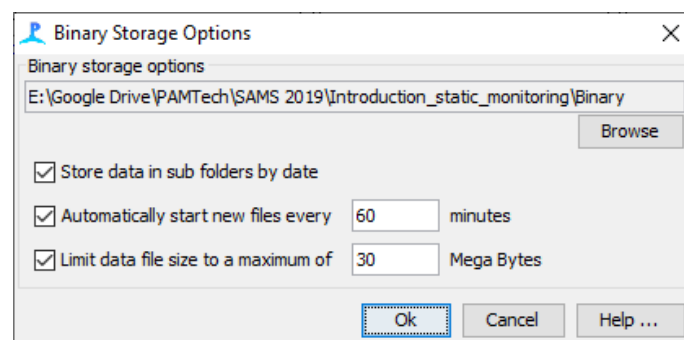 Binary Storage Options
Binary storage options
E:\Google Drive\PAMTech\SAMS 2019\Introduction_static_monitoring\Binary
Browse
Store data in sub folders by date
Automatically start new files every 60 minutes
Limit data file size to a maximum of 30 Mega Bytes
Ok Cancel Help ...